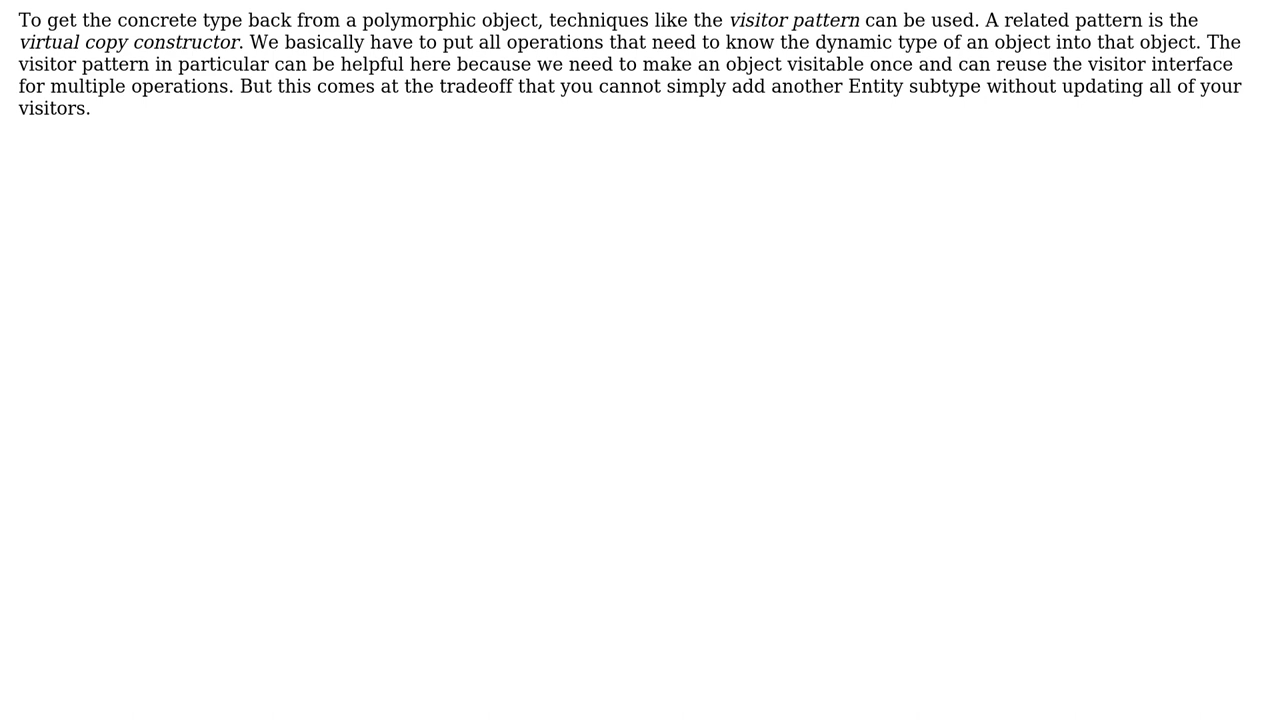 To get the concrete type back from a polymorphic object, techniques like the visitor pattern can be used. A related pattern is the
virtual copy constructor. We basically have to put all operations that need to know the dynamic type of an object into that object. The
visitor pattern in particular can be helpful here because we need to make an object visitable once and can reuse the visitor interface
for multiple operations. But this comes at the tradeoff that you cannot simply add another Entity subtype without updating all of your
visitors.